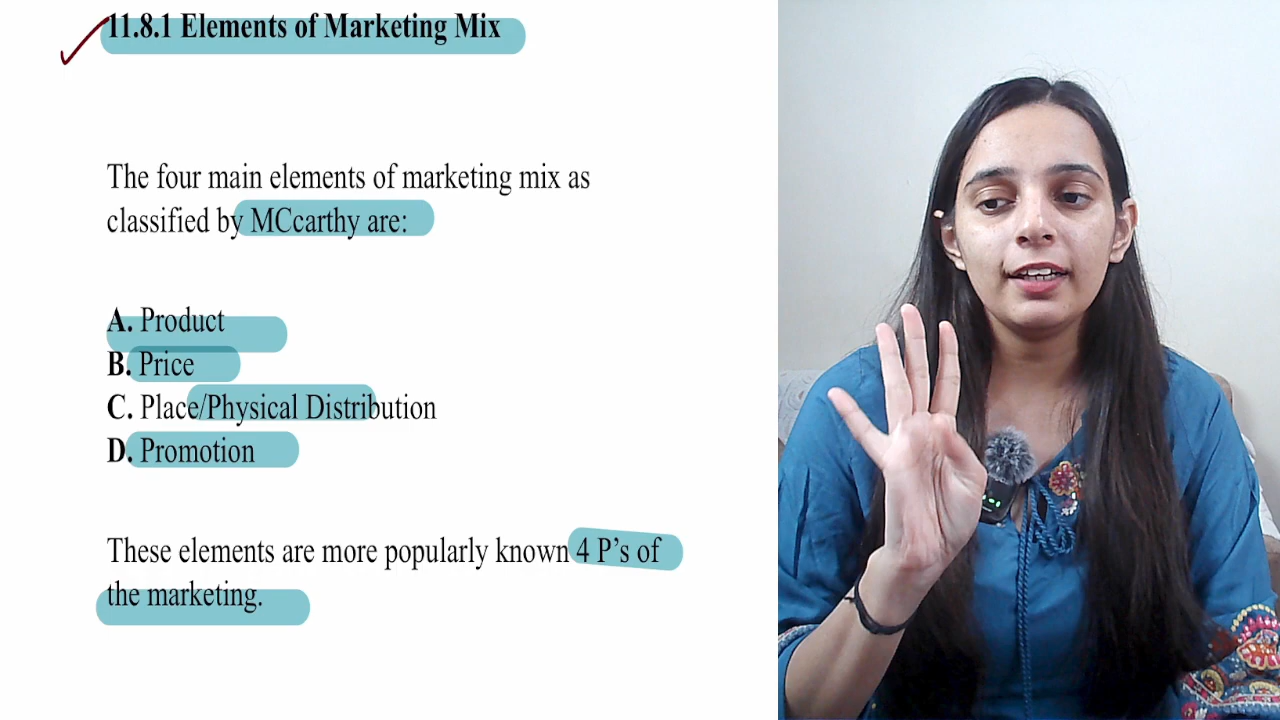 11.8.1 Elements of Marketing Mix
The four main elements of marketing mix as
classified by MCcarthy are:
A. Product
B. Price
C. Place/Physical Distribution
D. Promotion
These elements are more popularly known 4 P’s of
the marketing.